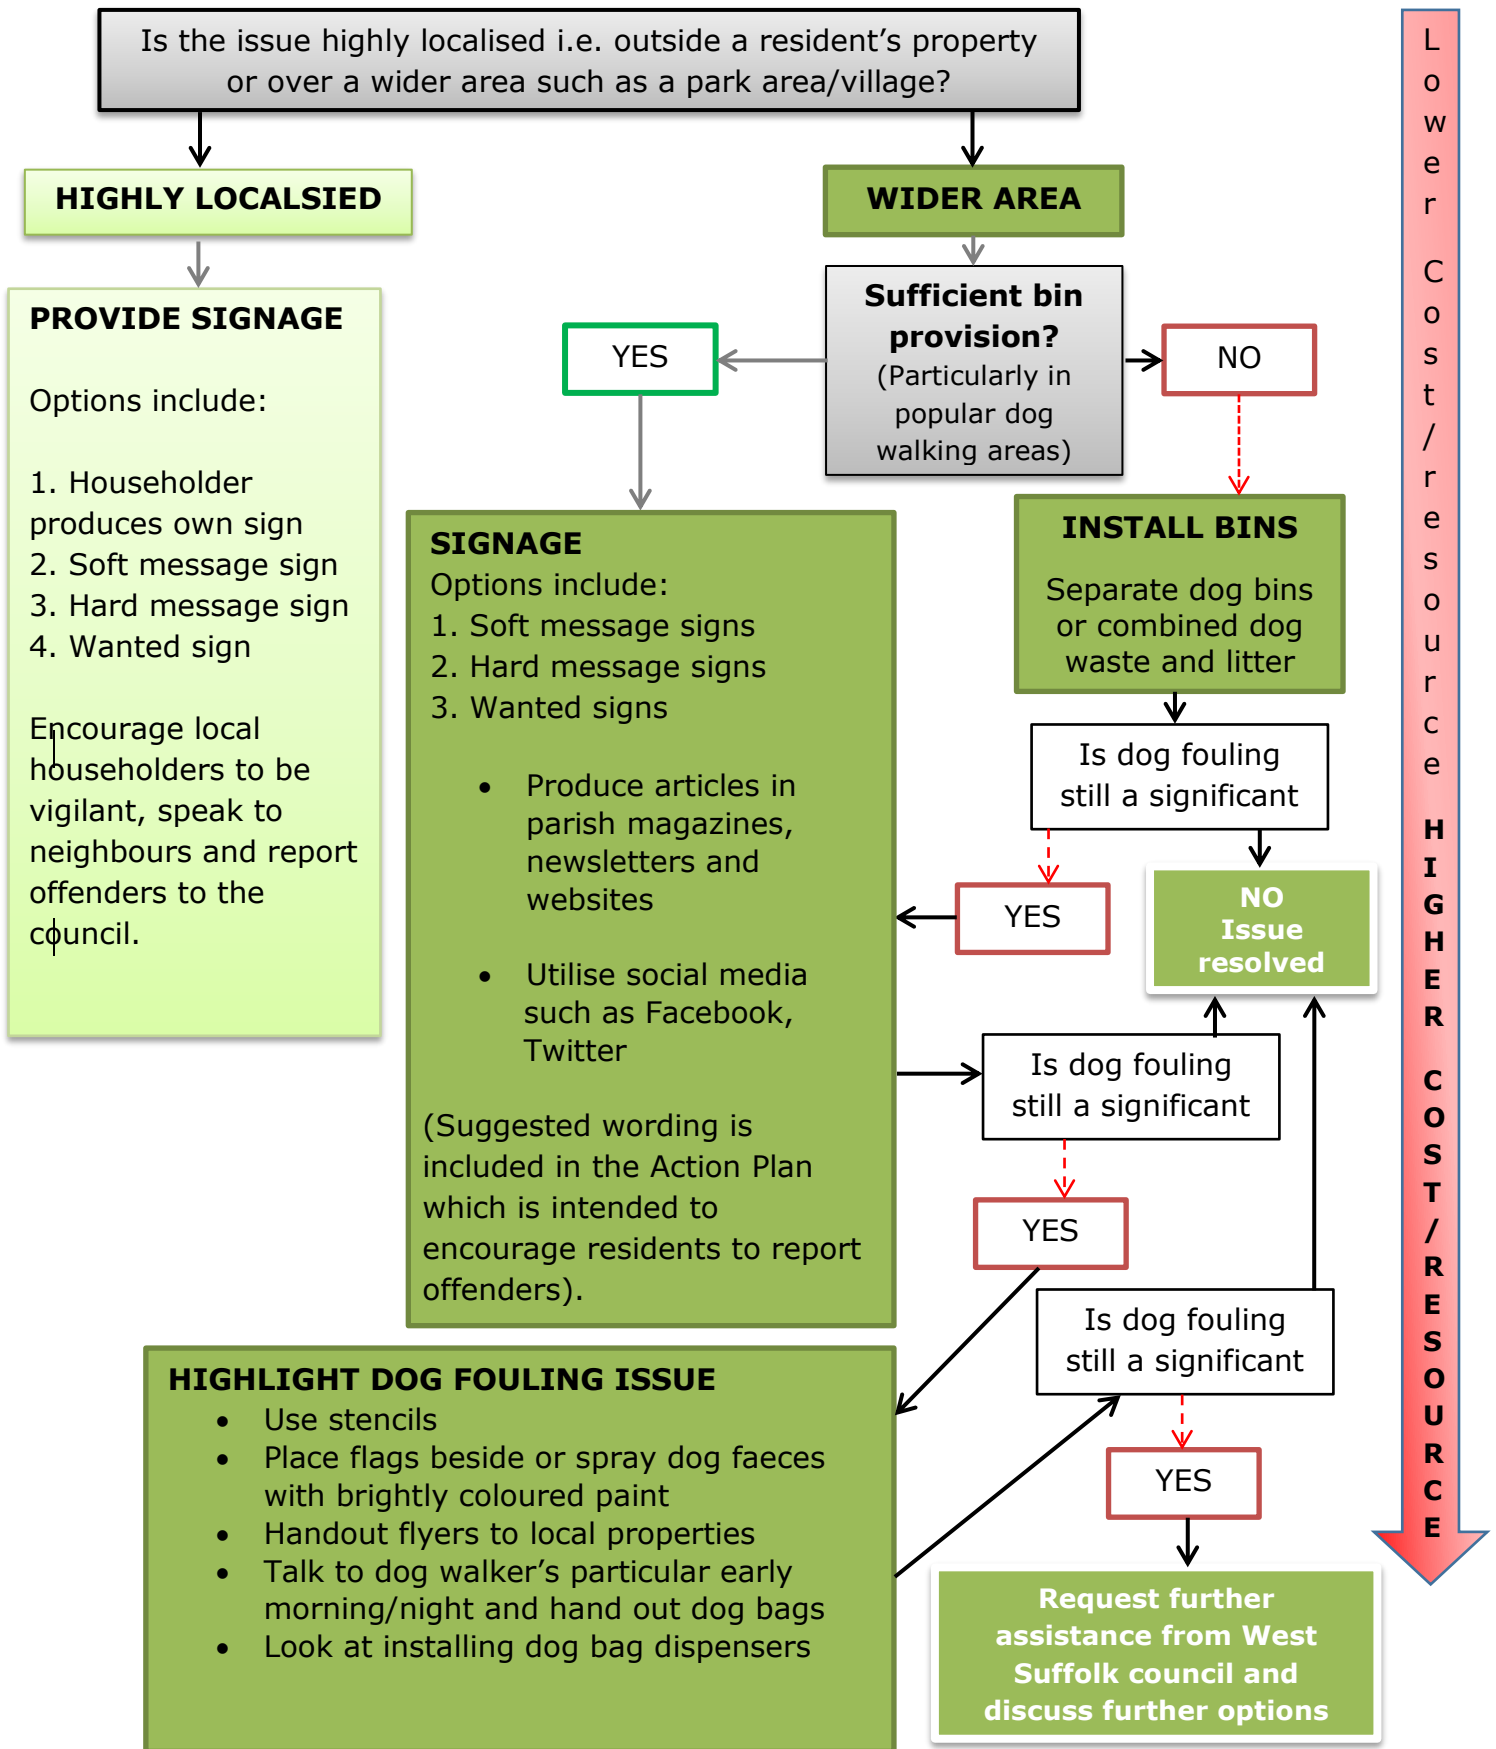 Is the issue highly localised i.e. outside a resident’s property
or over a wider area such as a park area/village?
HIGHLY LOCALSIED
WIDER AREA
PROVIDE SIGNAGE
Options include:
1. Householder
produces own sign
2. Soft message sign
3. Hard message sign
4. Wanted sign
Encourage local
householders to be
vigilant, speak to
neighbours and report
offenders to the
council.
Sufficient bin
provision?
(Particularly in
popular dog
walking areas)
YES
NO
SIGNAGE
Options include:
1. Soft message signs
2. Hard message signs
3. Wanted signs
• Produce articles in
parish magazines,
newsletters and
websites
• Utilise social media
such as Facebook,
Twitter
(Suggested wording is
included in the Action Plan
which is intended to
encourage residents to report
offenders).
INSTALL BINS
Separate dog bins
or combined dog
waste and litter
Is dog fouling
still a significant
YES
NO
Issue
resolved
Is dog fouling
still a significant
YES
HIGHLIGHT DOG FOULING ISSUE
• Use stencils
• Place flags beside or spray dog faeces
with brightly coloured paint
• Handout flyers to local properties
• Talk to dog walker’s particular early
morning/night and hand out dog bags
• Look at installing dog bag dispensers
Is dog fouling
still a significant
YES
Request further
assistance from West
Suffolk council and
discuss further options
Lower Cost/resource HIGHER COST/RESOURCE